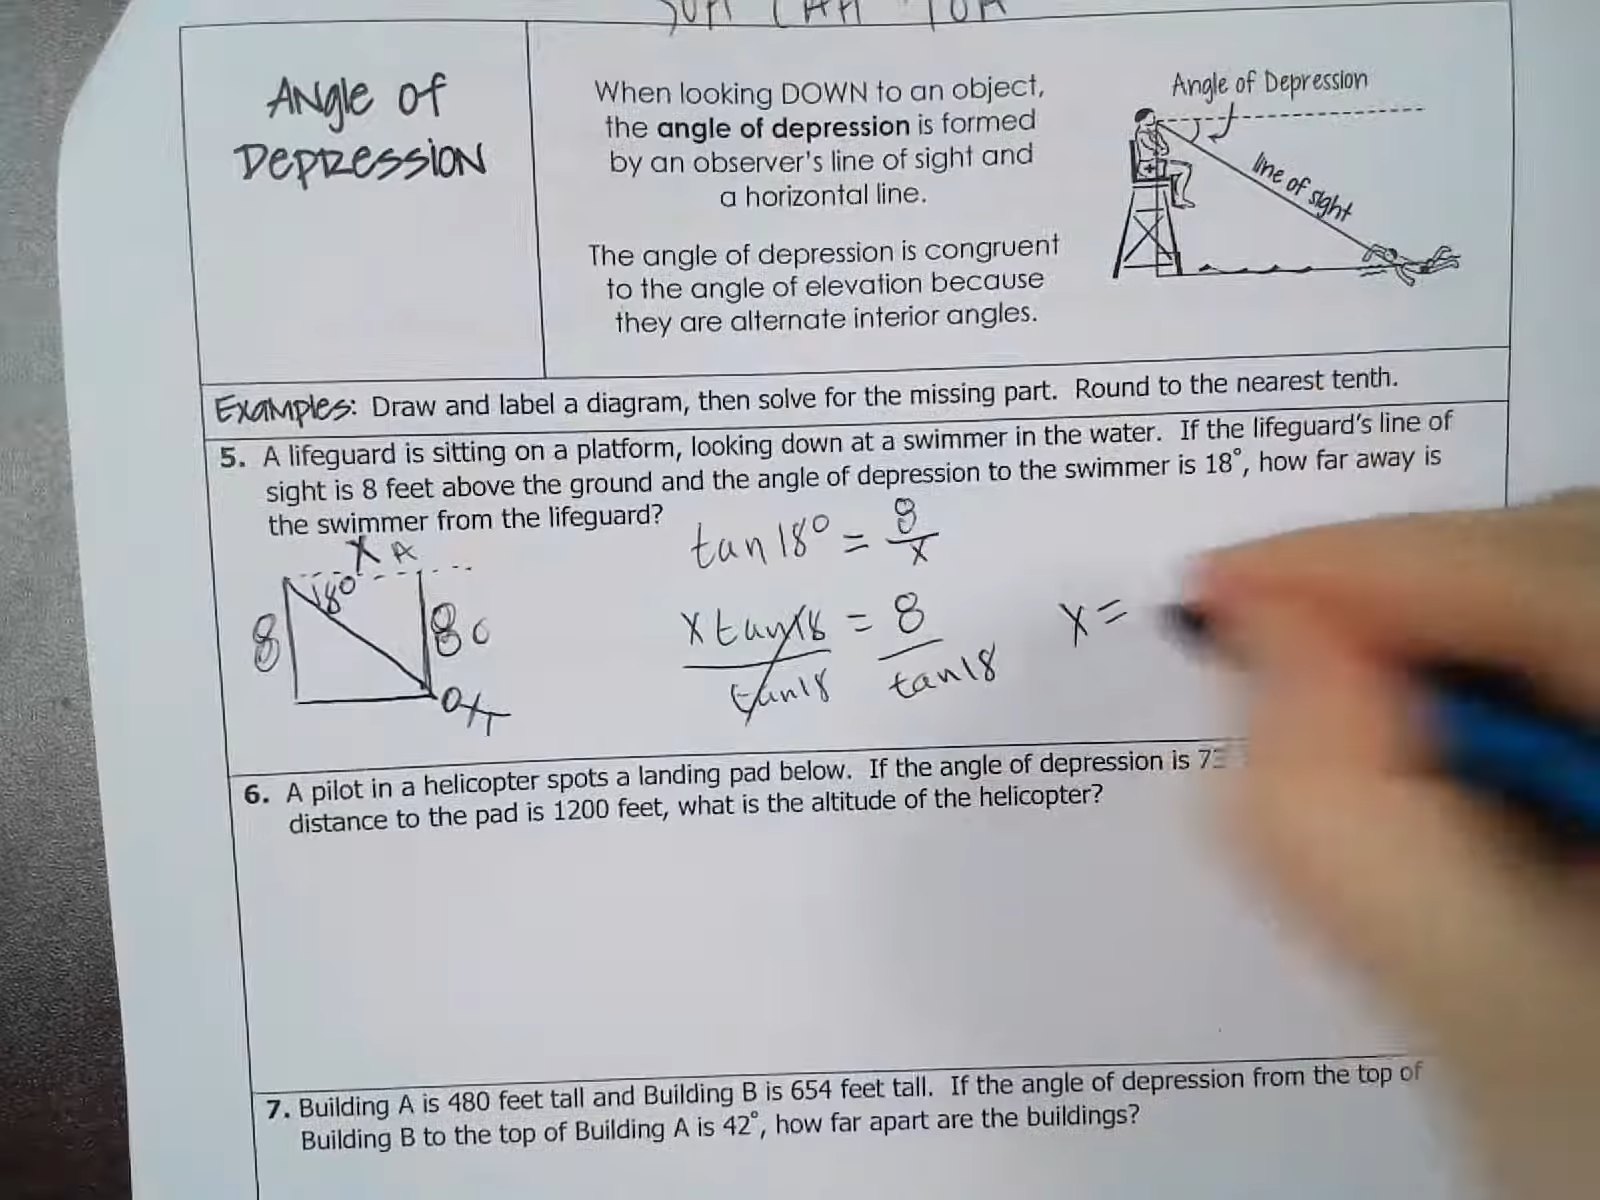 Angle of
Depression
When looking DOWN to an object,
the angle of depression is formed
by an observer's line of sight and
a horizontal line.
The angle of depression is congruent
to the angle of elevation because
they are alternate interior angles.
Angle of Depression
line of sight
Examples: Draw and label a diagram, then solve for the missing part. Round to the nearest tenth.
5. A lifeguard is sitting on a platform, looking down at a swimmer in the water. If the lifeguard's line of
sight is 8 feet above the ground and the angle of depression to the swimmer is 18°, how far away is
the swimmer from the lifeguard?
tan 18° = 8/x
x tan 18 = 8
tan18 tan18
x =
x A
18°
8
8 O
6. A pilot in a helicopter spots a landing pad below. If the angle of depression is
distance to the pad is 1200 feet, what is the altitude of the helicopter?
7. Building A is 480 feet tall and Building B is 654 feet tall. If the angle of depression from the top of
Building B to the top of Building A is 42°, how far apart are the buildings?